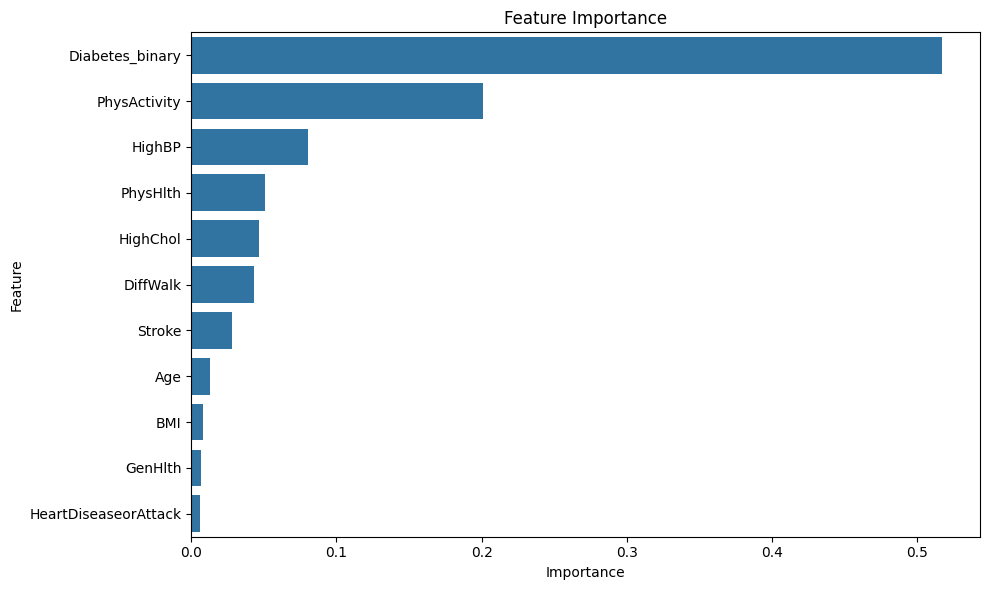 Feature Importance
Diabetes_binary
PhysActivity
HighBP
PhysHlth
HighChol
DiffWalk
Stroke
Age
BMI
GenHlth
HeartDiseaseorAttack
Feature
0.0 0.1 0.2 0.3 0.4 0.5
Importance